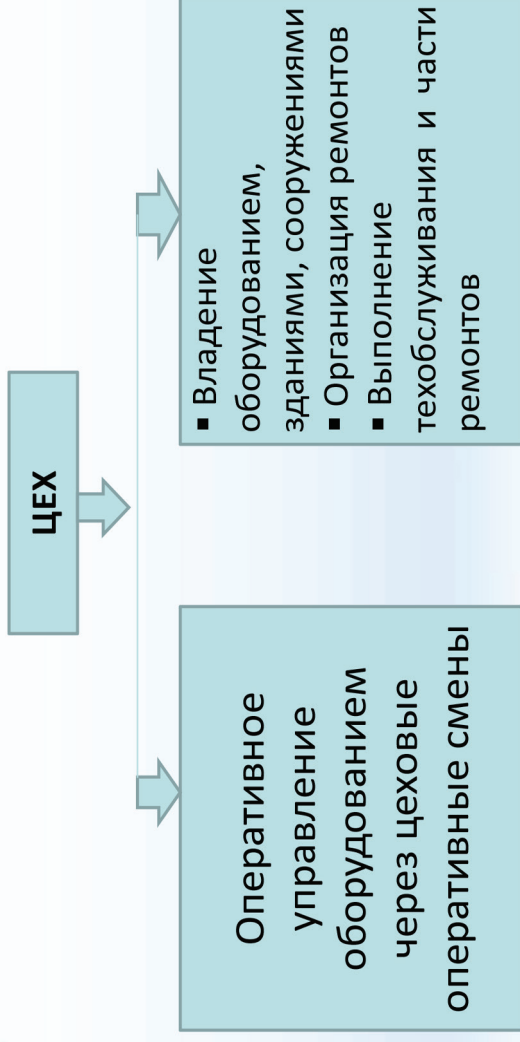 ЦЕХ
Оперативное
управление
оборудованием
через цеховые
оперативные смены
▪ Владение
оборудованием,
зданиями, сооружениями
▪ Организация ремонтов
▪ Выполнение
техобслуживания и части
ремонтов